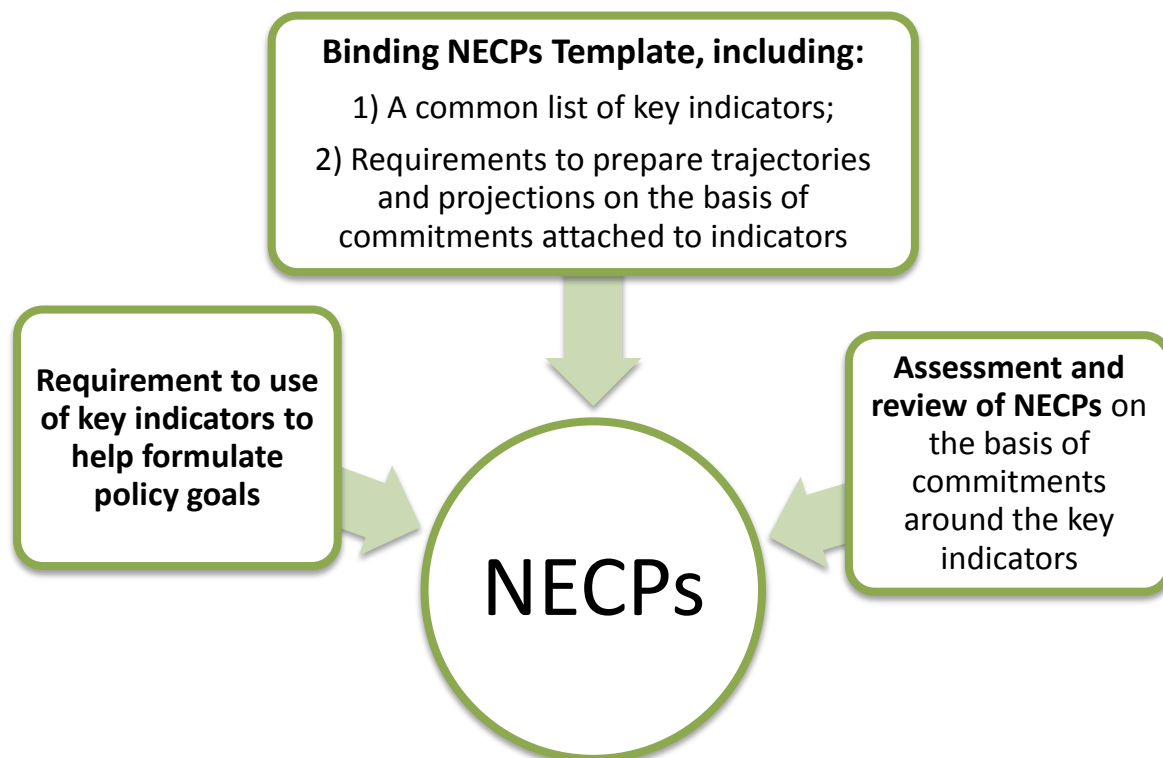 Binding NECPs Template, including:
1) A common list of key indicators;
2) Requirements to prepare trajectories
and projections on the basis of
commitments attached to indicators
Requirement to use
of key indicators to
help formulate
policy goals
Assessment and
review of NECPs on
the basis of
commitments
around the key
indicators
NECPs